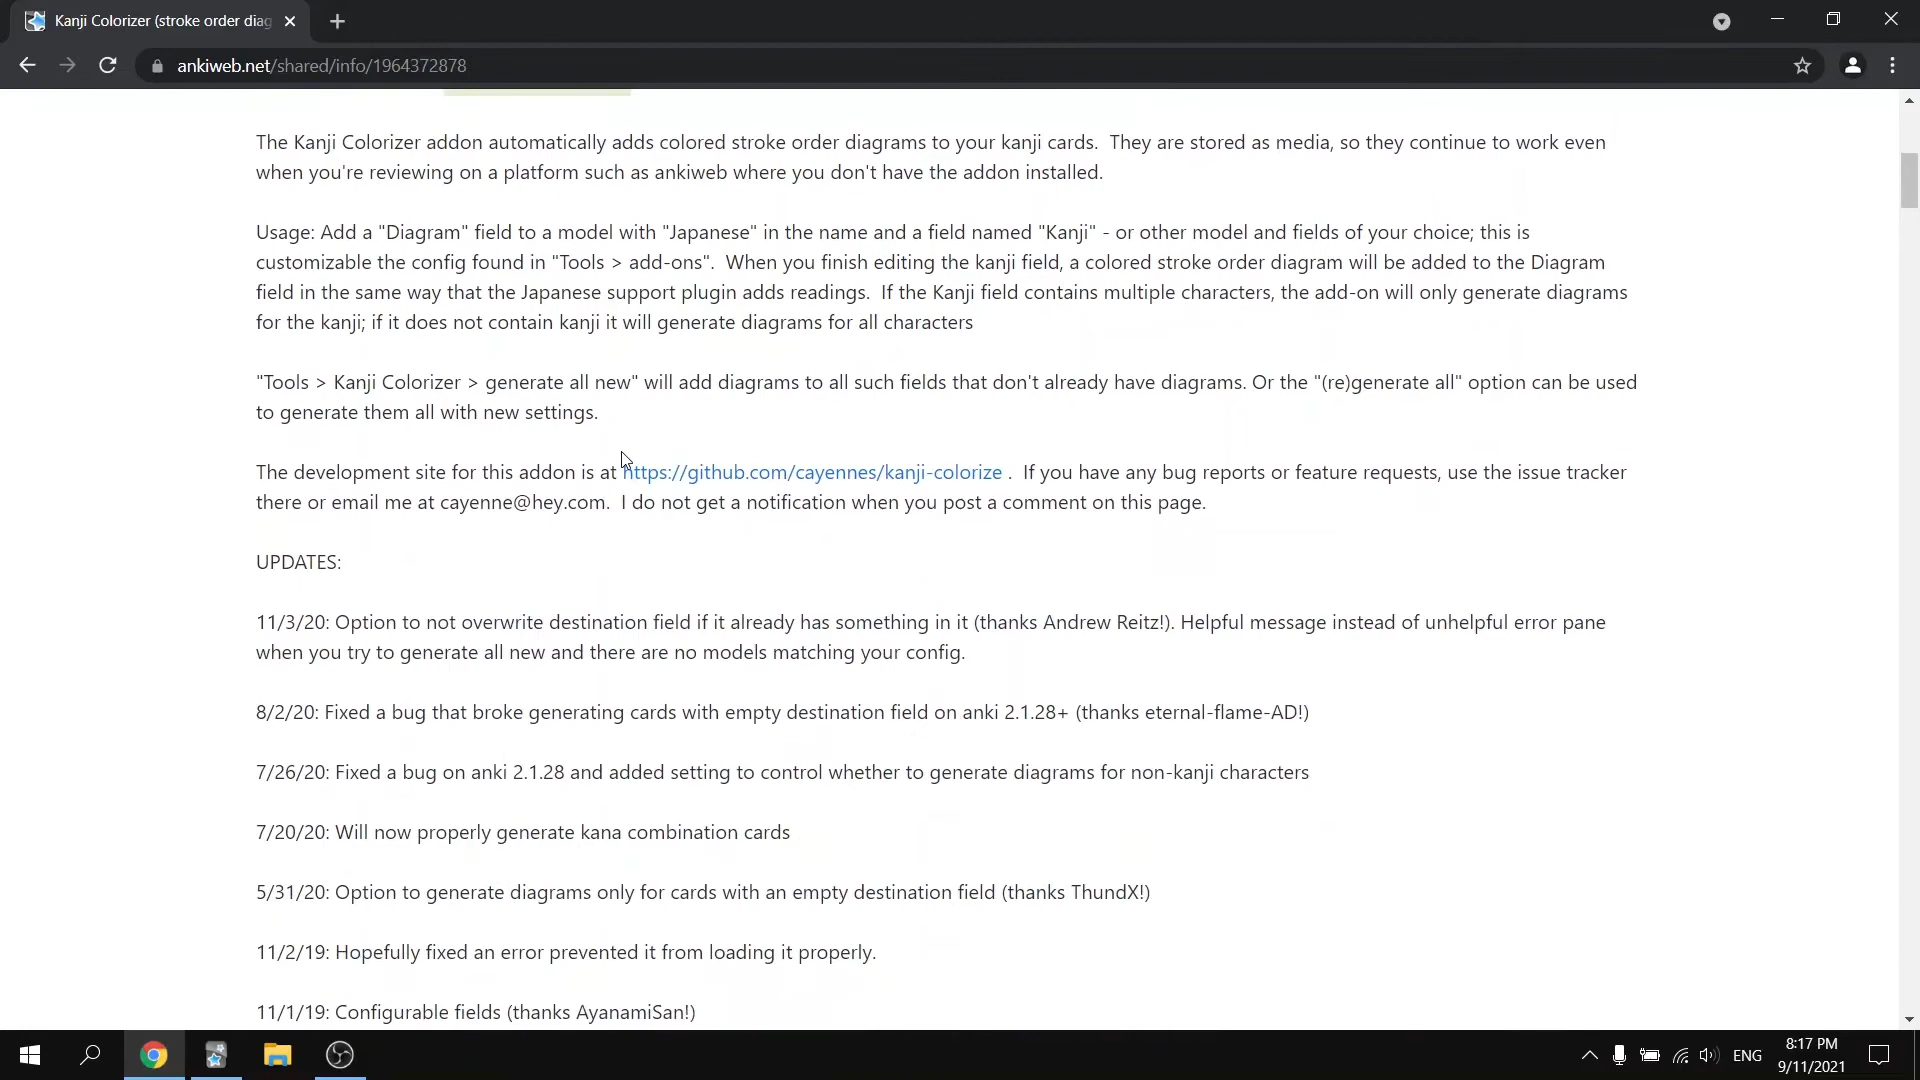 Kanji Colorizer (stroke order diag
ankiweb.net/shared/info/1964372878
The Kanji Colorizer addon automatically adds colored stroke order diagrams to your kanji cards.  They are stored as media, so they continue to work even
when you're reviewing on a platform such as ankiweb where you don't have the addon installed.
Usage: Add a "Diagram" field to a model with "Japanese" in the name and a field named "Kanji" - or other model and fields of your choice; this is
customizable the config found in "Tools > add-ons".  When you finish editing the kanji field, a colored stroke order diagram will be added to the Diagram
field in the same way that the Japanese support plugin adds readings.  If the Kanji field contains multiple characters, the add-on will only generate diagrams
for the kanji; if it does not contain kanji it will generate diagrams for all characters
"Tools > Kanji Colorizer > generate all new" will add diagrams to all such fields that don't already have diagrams. Or the "(re)generate all" option can be used
to generate them all with new settings.
The development site for this addon is at https://github.com/cayennes/kanji-colorize .  If you have any bug reports or feature requests, use the issue tracker
there or email me at cayenne@hey.com.  I do not get a notification when you post a comment on this page.
UPDATES:
11/3/20: Option to not overwrite destination field if it already has something in it (thanks Andrew Reitz!). Helpful message instead of unhelpful error pane
when you try to generate all new and there are no models matching your config.
8/2/20: Fixed a bug that broke generating cards with empty destination field on anki 2.1.28+ (thanks eternal-flame-AD!)
7/26/20: Fixed a bug on anki 2.1.28 and added setting to control whether to generate diagrams for non-kanji characters
7/20/20: Will now properly generate kana combination cards
5/31/20: Option to generate diagrams only for cards with an empty destination field (thanks ThundX!)
11/2/19: Hopefully fixed an error prevented it from loading it properly.
11/1/19: Configurable fields (thanks AyanamiSan!)
ENG
8:17 PM
9/11/2021